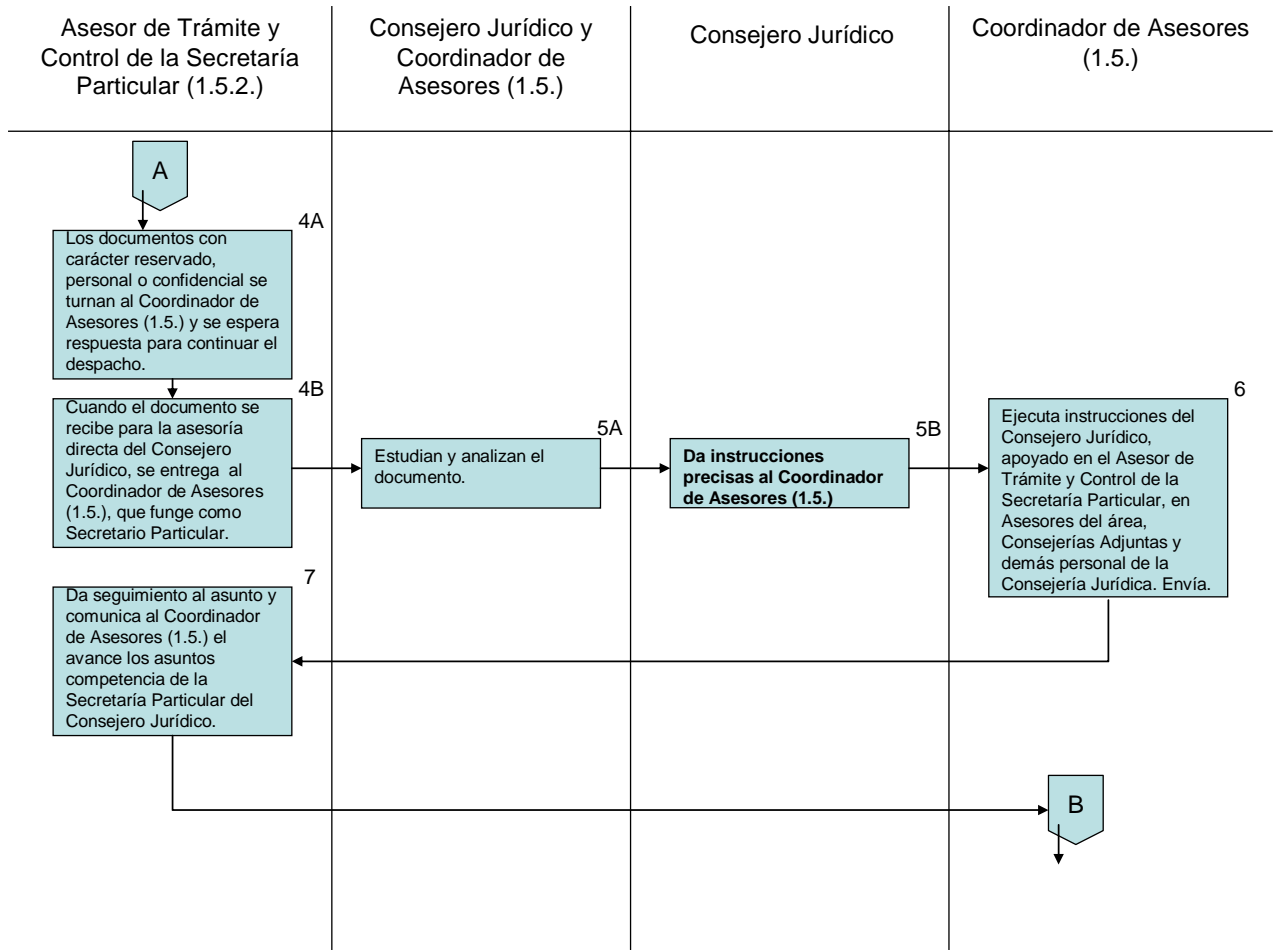 Asesor de Trámite y
Control de la Secretaría
Particular (1.5.2.)
Consejero Jurídico y
Coordinador de
Asesores (1.5.)
Consejero Jurídico
Coordinador de Asesores
(1.5.)
A
4A
Los documentos con
carácter reservado,
personal o confidencial se
turnan al Coordinador de
Asesores (1.5.) y se espera
respuesta para continuar el
despacho.
4B
Cuando el documento se
recibe para la asesoría
directa del Consejero
Jurídico, se entrega al
Coordinador de Asesores
(1.5.), que funge como
Secretario Particular.
5A
Estudian y analizan el
documento.
5B
Da instrucciones
precisas al Coordinador
de Asesores (1.5.)
6
Ejecuta instrucciones del
Consejero Jurídico,
apoyado en el Asesor de
Trámite y Control de la
Secretaría Particular, en
Asesores del área,
Consejerías Adjuntas y
demás personal de la
Consejería Jurídica. Envía.
7
Da seguimiento al asunto y
comunica al Coordinador
de Asesores (1.5.) el
avance los asuntos
competencia de la
Secretaría Particular del
Consejero Jurídico.
B